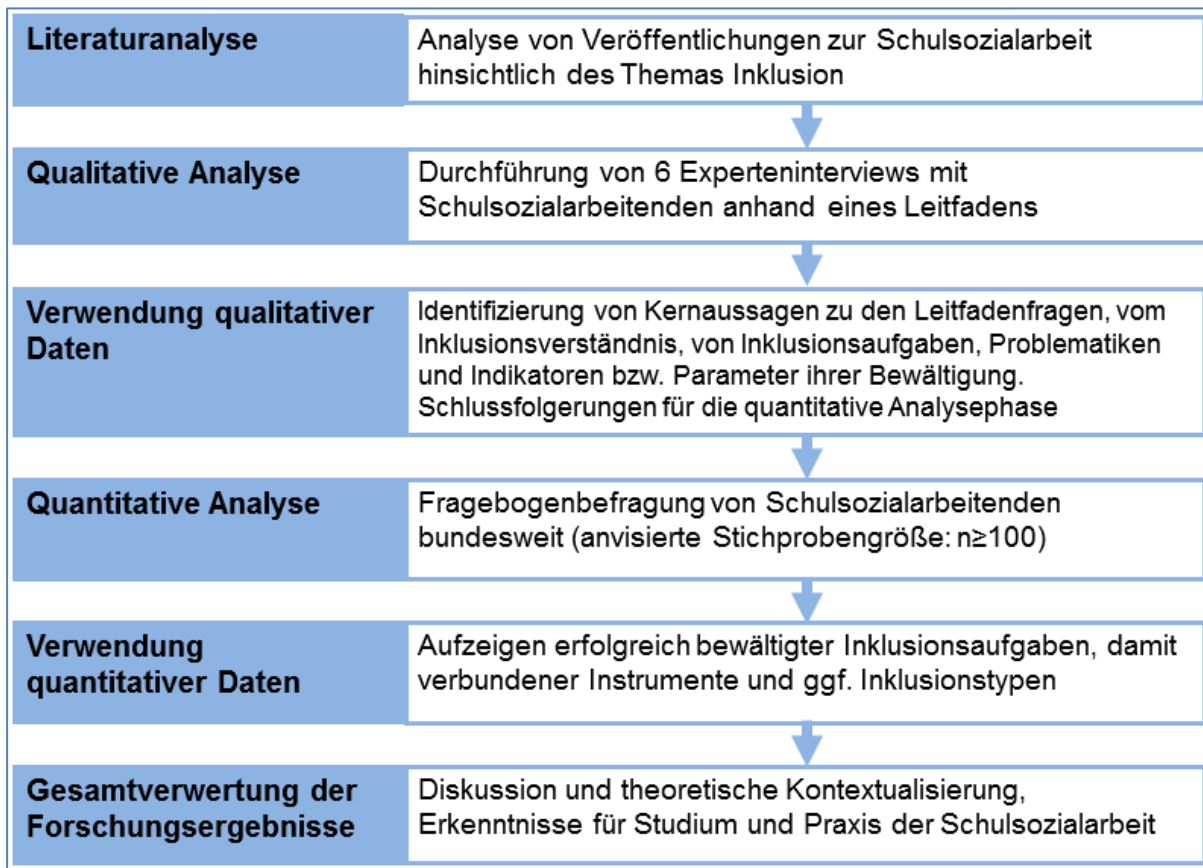 Literaturanalyse
Analyse von Veröffentlichungen zur Schulsozialarbeit
hinsichtlich des Themas Inklusion
Qualitative Analyse
Durchführung von 6 Experteninterviews mit
Schulsozialarbeitenden anhand eines Leitfadens
Verwendung qualitativer
Daten
Identifizierung von Kernaussagen zu den Leitfadenfragen, vom
Inklusionsverständnis, von Inklusionsaufgaben, Problematiken
und Indikatoren bzw. Parameter ihrer Bewältigung.
Schlussfolgerungen für die quantitative Analysephase
Quantitative Analyse
Fragebogenbefragung von Schulsozialarbeitenden
bundesweit (anvisierte Stichprobengröße: n≥100)
Verwendung
quantitativer Daten
Aufzeigen erfolgreich bewältigter Inklusionsaufgaben, damit
verbundener Instrumente und ggf. Inklusionstypen
Gesamtverwertung der
Forschungsergebnisse
Diskussion und theoretische Kontextualisierung,
Erkenntnisse für Studium und Praxis der Schulsozialarbeit